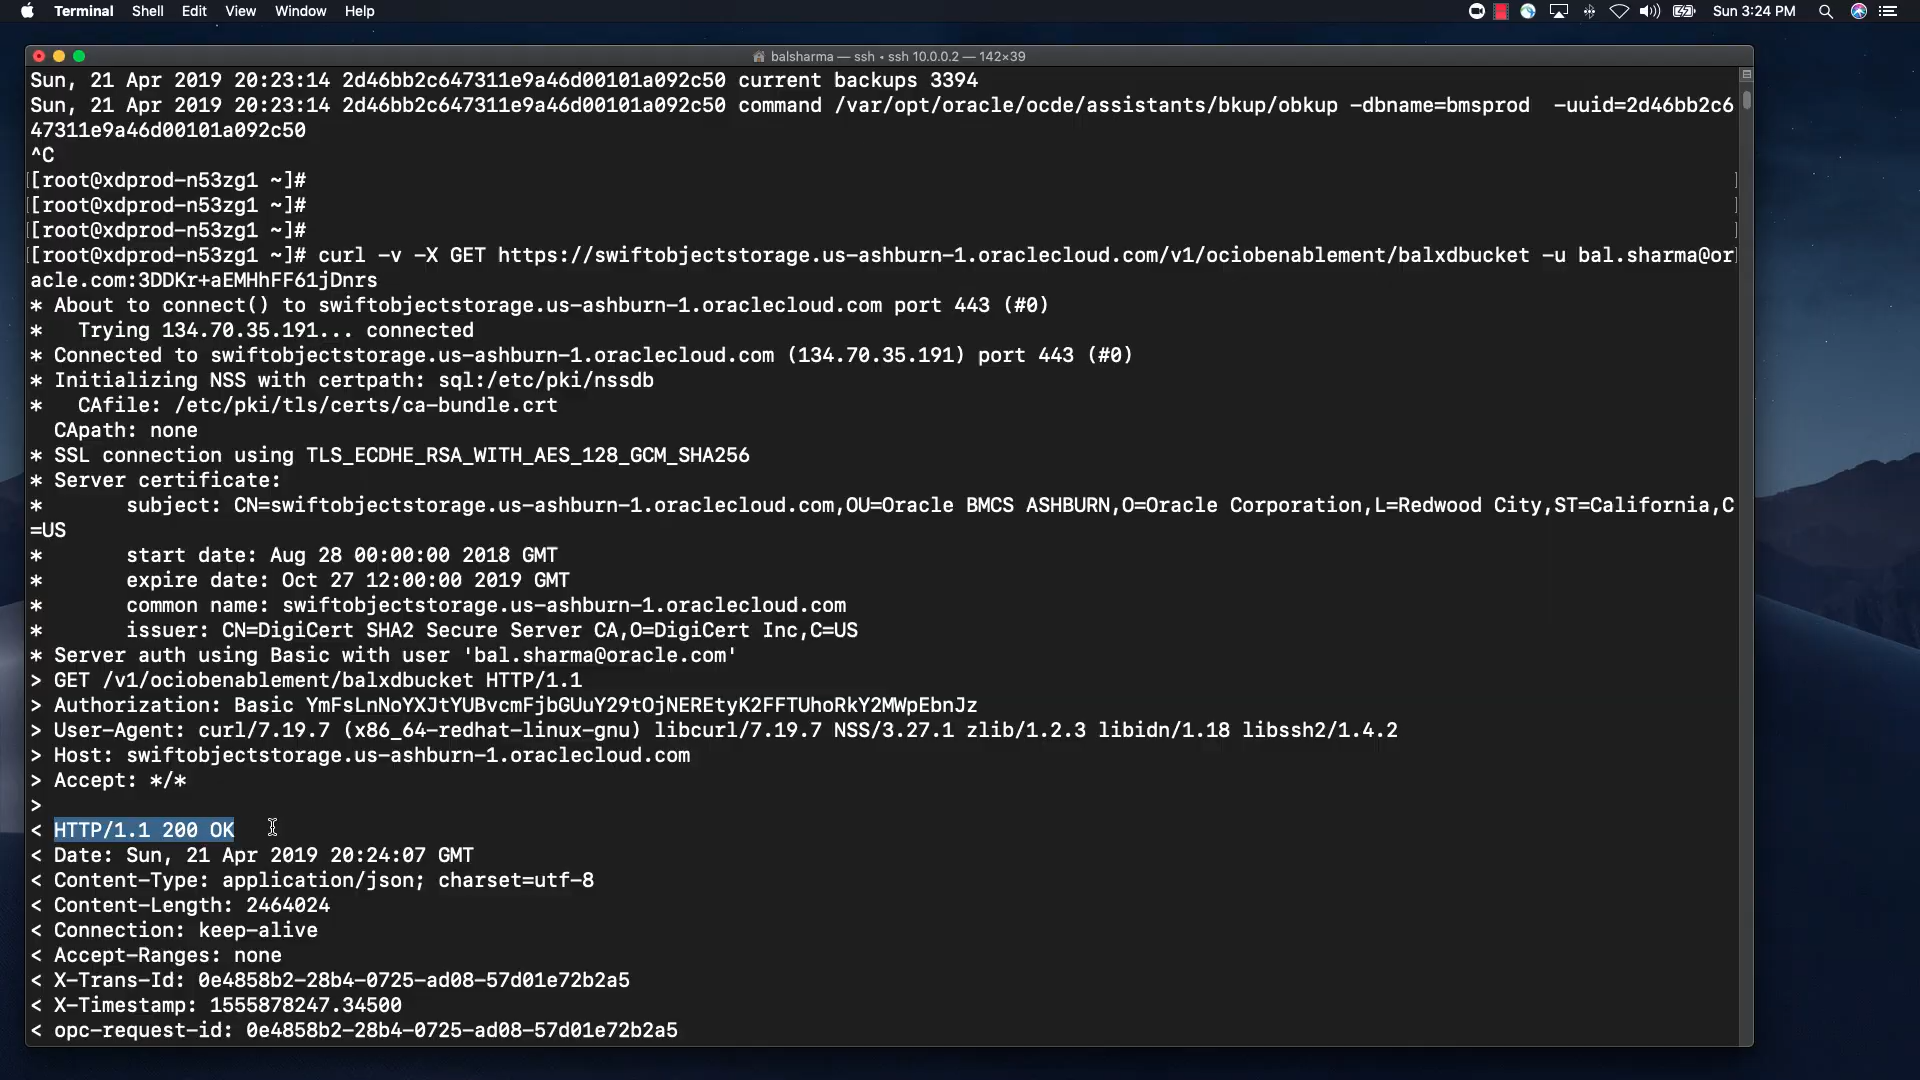 Terminal Shell Edit View Window Help Sun 3:24 PM
balsharma — ssh • ssh 10.0.0.2 — 142×39
Sun, 21 Apr 2019 20:23:14 2d46bb2c647311e9a46d00101a092c50 current backups 3394
Sun, 21 Apr 2019 20:23:14 2d46bb2c647311e9a46d00101a092c50 command /var/opt/oracle/ocde/assistants/bkup/obkup -dbname=bmsprod  -uuid=2d46bb2c6
47311e9a46d00101a092c50
^C
[[root@xdprod-n53zg1 ~]# ]
[[root@xdprod-n53zg1 ~]# ]
[[root@xdprod-n53zg1 ~]# ]
[[root@xdprod-n53zg1 ~]# curl -v -X GET https://swiftobjectstorage.us-ashburn-1.oraclecloud.com/v1/ociobenablement/balxdbucket -u bal.sharma@or]
acle.com:3DDKr+aEMHhFF61jDnrs
* About to connect() to swiftobjectstorage.us-ashburn-1.oraclecloud.com port 443 (#0)
*   Trying 134.70.35.191... connected
* Connected to swiftobjectstorage.us-ashburn-1.oraclecloud.com (134.70.35.191) port 443 (#0)
* Initializing NSS with certpath: sql:/etc/pki/nssdb
*   CAfile: /etc/pki/tls/certs/ca-bundle.crt
  CApath: none
* SSL connection using TLS_ECDHE_RSA_WITH_AES_128_GCM_SHA256
* Server certificate:
*       subject: CN=swiftobjectstorage.us-ashburn-1.oraclecloud.com,OU=Oracle BMCS ASHBURN,O=Oracle Corporation,L=Redwood City,ST=California,C
=US
*       start date: Aug 28 00:00:00 2018 GMT
*       expire date: Oct 27 12:00:00 2019 GMT
*       common name: swiftobjectstorage.us-ashburn-1.oraclecloud.com
*       issuer: CN=DigiCert SHA2 Secure Server CA,O=DigiCert Inc,C=US
* Server auth using Basic with user 'bal.sharma@oracle.com'
> GET /v1/ociobenablement/balxdbucket HTTP/1.1
> Authorization: Basic YmFsLnNoYXJtYUBvcmFjbGUuY29tOjNEREtyK2FFTUhoRkY2MWpEbnJz
> User-Agent: curl/7.19.7 (x86_64-redhat-linux-gnu) libcurl/7.19.7 NSS/3.27.1 zlib/1.2.3 libidn/1.18 libssh2/1.4.2
> Host: swiftobjectstorage.us-ashburn-1.oraclecloud.com
> Accept: */*
>
< HTTP/1.1 200 OK
< Date: Sun, 21 Apr 2019 20:24:07 GMT
< Content-Type: application/json; charset=utf-8
< Content-Length: 2464024
< Connection: keep-alive
< Accept-Ranges: none
< X-Trans-Id: 0e4858b2-28b4-0725-ad08-57d01e72b2a5
< X-Timestamp: 1555878247.34500
< opc-request-id: 0e4858b2-28b4-0725-ad08-57d01e72b2a5